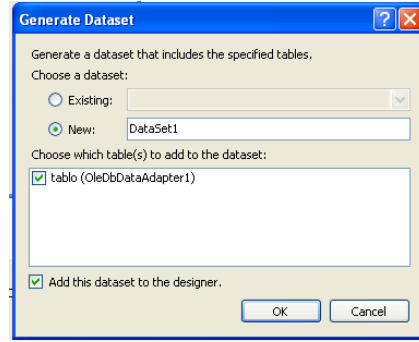 Generate Dataset
Generate a dataset that includes the specified tables.
Choose a dataset:
Existing:
New: DataSet1
Choose which table(s) to add to the dataset:
tablo (OleDbDataAdapter1)
Add this dataset to the designer.
OK Cancel